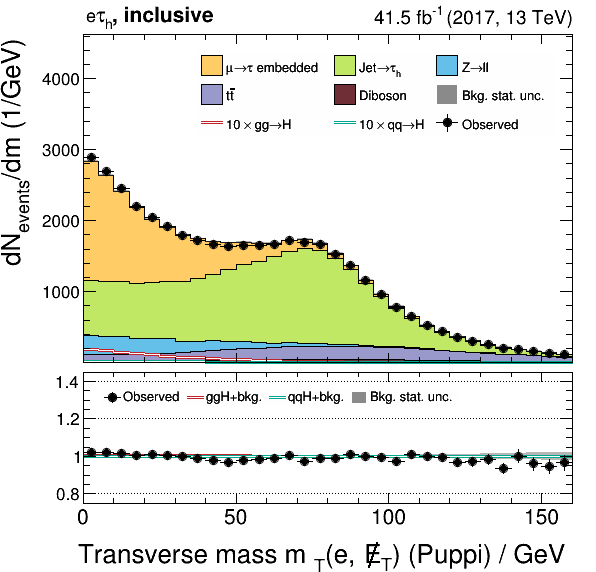 eτh, inclusive 41.5 fb⁻¹ (2017, 13 TeV)
dNevents/dm (1/GeV)
4000
3000
2000
1000
μ→τ embedded Jet→τh Z→ll
tt̄ Diboson Bkg. stat. unc.
10 × gg→H 10 × qq→H Observed
1.4
1.2
1
0.8
Observed ggH+bkg. qqH+bkg. Bkg. stat. unc.
0 50 100 150
Transverse mass m T(e, E̸T) (Puppi) / GeV